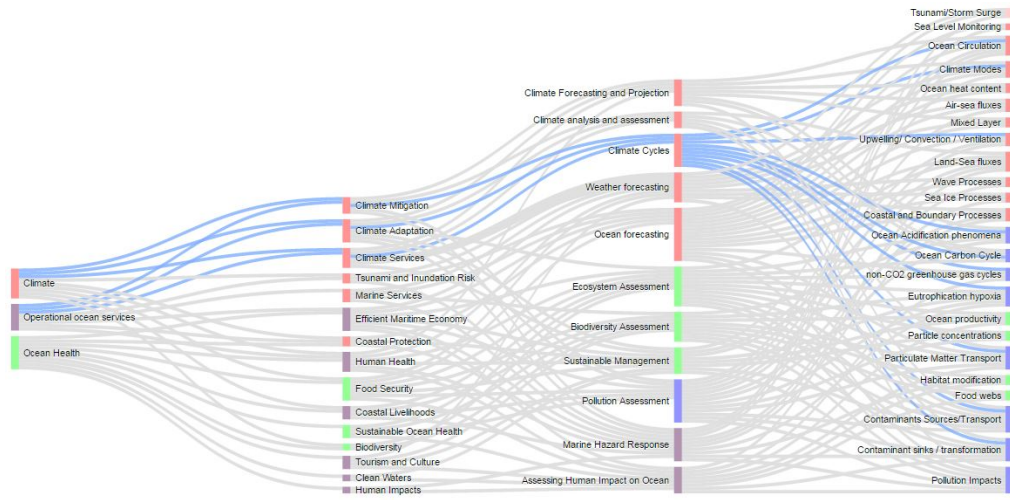 Climate
Operational ocean services
Ocean Health
Climate Mitigation
Climate Adaptation
Climate Services
Tsunami and Inundation Risk
Marine Services
Efficient Maritime Economy
Coastal Protection
Human Health
Food Security
Coastal Livelihoods
Sustainable Ocean Health
Biodiversity
Tourism and Culture
Clean Waters
Human Impacts
Climate Forecasting and Projection
Climate analysis and assessment
Climate Cycles
Weather forecasting
Ocean forecasting
Ecosystem Assessment
Biodiversity Assessment
Sustainable Management
Pollution Assessment
Marine Hazard Response
Assessing Human Impact on Ocean
Tsunami/Storm Surge
Sea Level Monitoring
Ocean Circulation
Climate Modes
Ocean heat content
Air-sea fluxes
Mixed Layer
Upwelling/ Convection / Ventilation
Land-Sea fluxes
Wave Processes
Sea Ice Processes
Coastal and Boundary Processes
Ocean Acidification phenomena
Ocean Carbon Cycle
non-CO2 greenhouse gas cycles
Eutrophication hypoxia
Ocean productivity
Particle concentrations
Particulate Matter Transport
Habitat modification
Food webs
Contaminants Sources/Transport
Contaminant sinks / transformation
Pollution Impacts